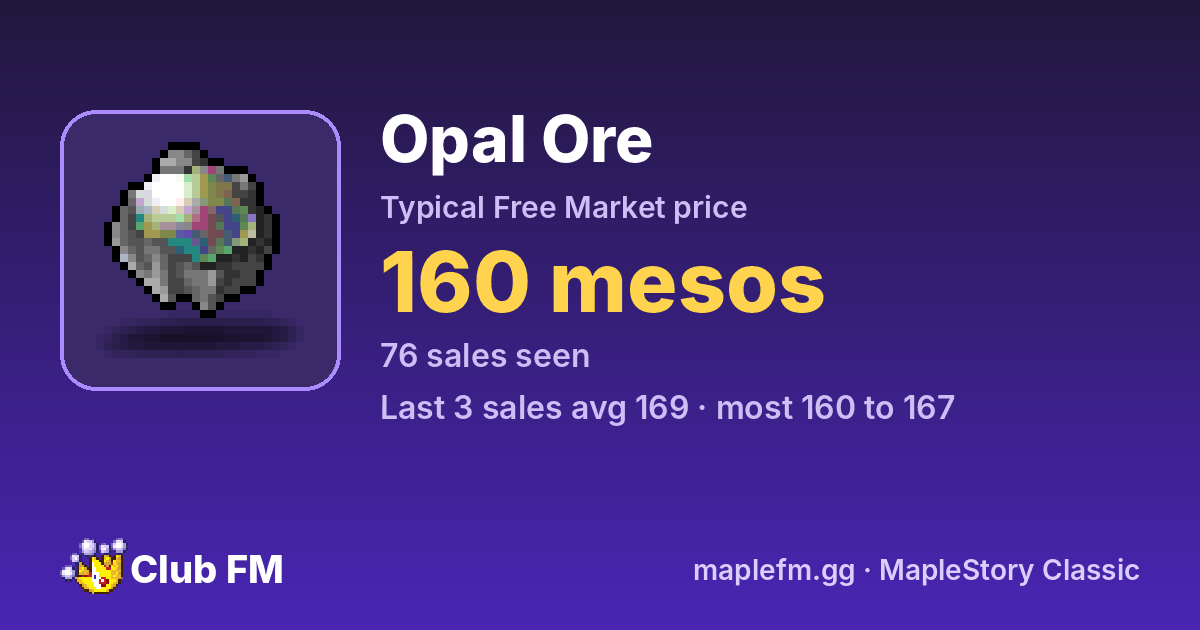 Opal Ore
Typical Free Market price
160 mesos
76 sales seen
Last 3 sales avg 169 · most 160 to 167
Club FM
maplefm.gg · MapleStory Classic